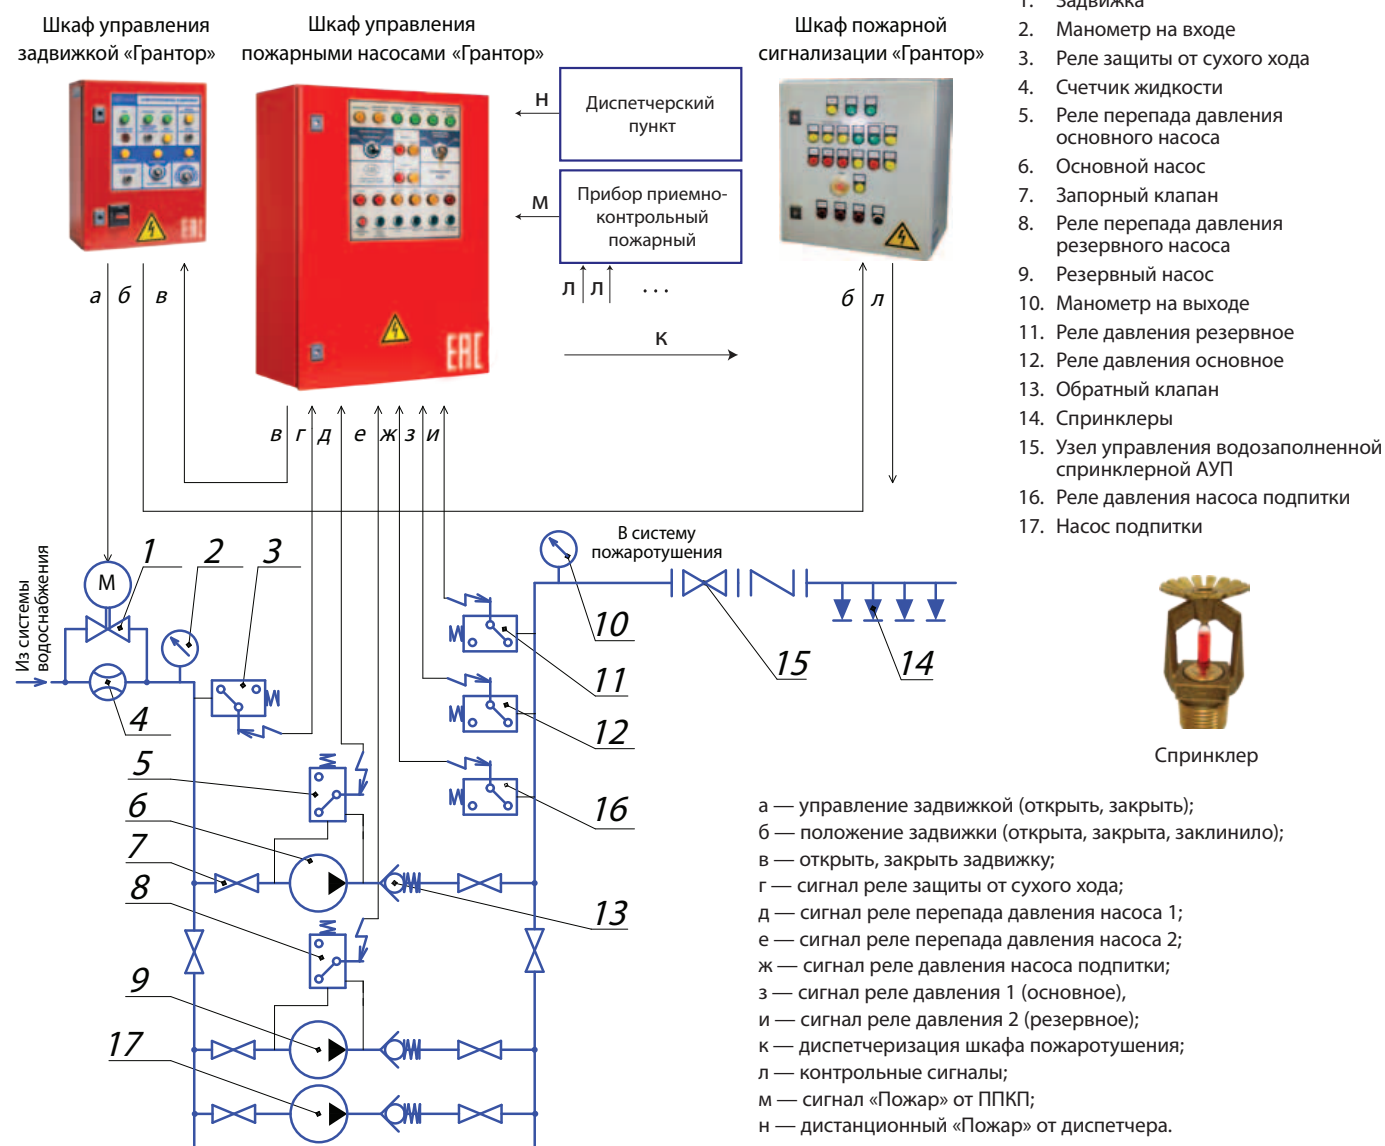 Шкаф управления
задвижкой «Грантор»
Шкаф управления
пожарными насосами «Грантор»
Шкаф пожарной
сигнализации «Грантор»
Диспетчерский
пункт
Прибор приемно-
контрольный
пожарный
н
м
л л ...
к
ЕАС
ЕАС
а б в
б л
в г д е ж з и
1. Задвижка
2. Манометр на входе
3. Реле защиты от сухого хода
4. Счетчик жидкости
5. Реле перепада давления
основного насоса
6. Основной насос
7. Запорный клапан
8. Реле перепада давления
резервного насоса
9. Резервный насос
10. Манометр на выходе
11. Реле давления резервное
12. Реле давления основное
13. Обратный клапан
14. Спринклеры
15. Узел управления водозаполненной
спринклерной АУП
16. Реле давления насоса подпитки
17. Насос подпитки
Из системы
водоснабжения
М
1 2 3
В систему
пожаротушения
10
11
15 14
4
12
5
6
16
7
8
13
9
17
Спринклер
а — управление задвижкой (открыть, закрыть);
б — положение задвижки (открыта, закрыта, заклинило);
в — открыть, закрыть задвижку;
г — сигнал реле защиты от сухого хода;
д — сигнал реле перепада давления насоса 1;
е — сигнал реле перепада давления насоса 2;
ж — сигнал реле давления насоса подпитки;
з — сигнал реле давления 1 (основное),
и — сигнал реле давления 2 (резервное);
к — диспетчеризация шкафа пожаротушения;
л — контрольные сигналы;
м — сигнал «Пожар» от ППКП;
н — дистанционный «Пожар» от диспетчера.